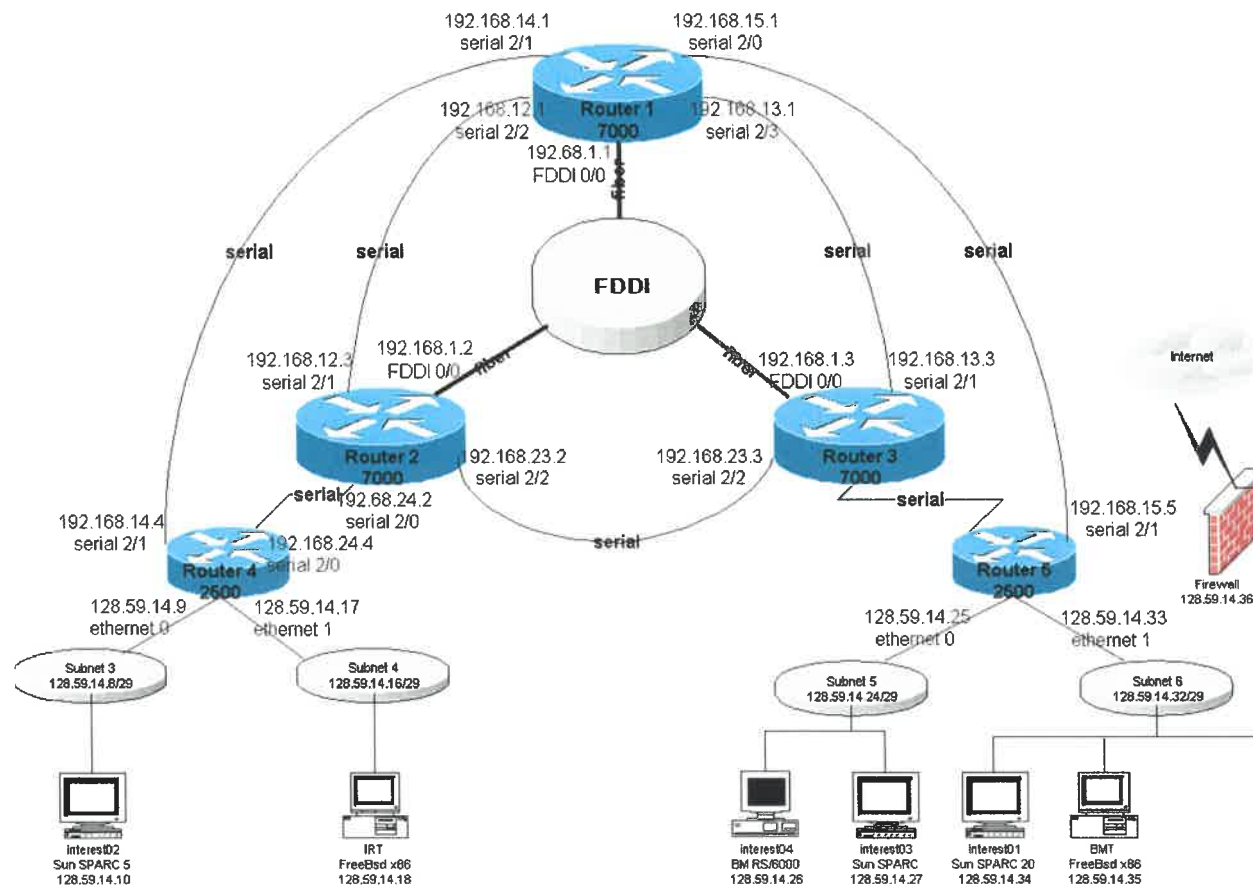 192.168.14.1
serial 2/1
192.168.15.1
serial 2/0
192.168.12.1
serial 2/2
Router 1
7000
192.168.13.1
serial 2/3
192.68.1.1
FDDI 0/0
fiber
serial
serial
serial
serial
FDDI
192.168.12.3
serial 2/1
192.168.1.2
FDDI 0/0
fiber
fiber
192.168.1.3
FDDI 0/0
192.168.13.3
serial 2/1
Internet
Router 2
7000
192.168.23.2
serial 2/2
192.168.23.3
serial 2/2
Router 3
7000
serial
192.68.24.2
serial 2/0
serial
192.168.14.4
serial 2/1
192.168.24.4
serial 2/0
serial
192.168.15.5
serial 2/1
Router 4
2600
Router 5
2600
Firewall
128.59.14.36
128.59.14.9
ethernet 0
128.59.14.17
ethernet 1
128.59.14.25
ethernet 0
128.59.14.33
ethernet 1
Subnet 3
128.59.14.8/29
Subnet 4
128.59.14.16/29
Subnet 5
128.59.14.24/29
Subnet 6
128.59.14.32/29
interest02
Sun SPARC 5
128.59.14.10
IRT
FreeBsd x86
128.59.14.18
interest04
BM RS/6000
128.59.14.26
interest03
Sun SPARC
128.59.14.27
interest01
Sun SPARC 20
128.59.14.34
BMT
FreeBsd x86
128.59.14.35